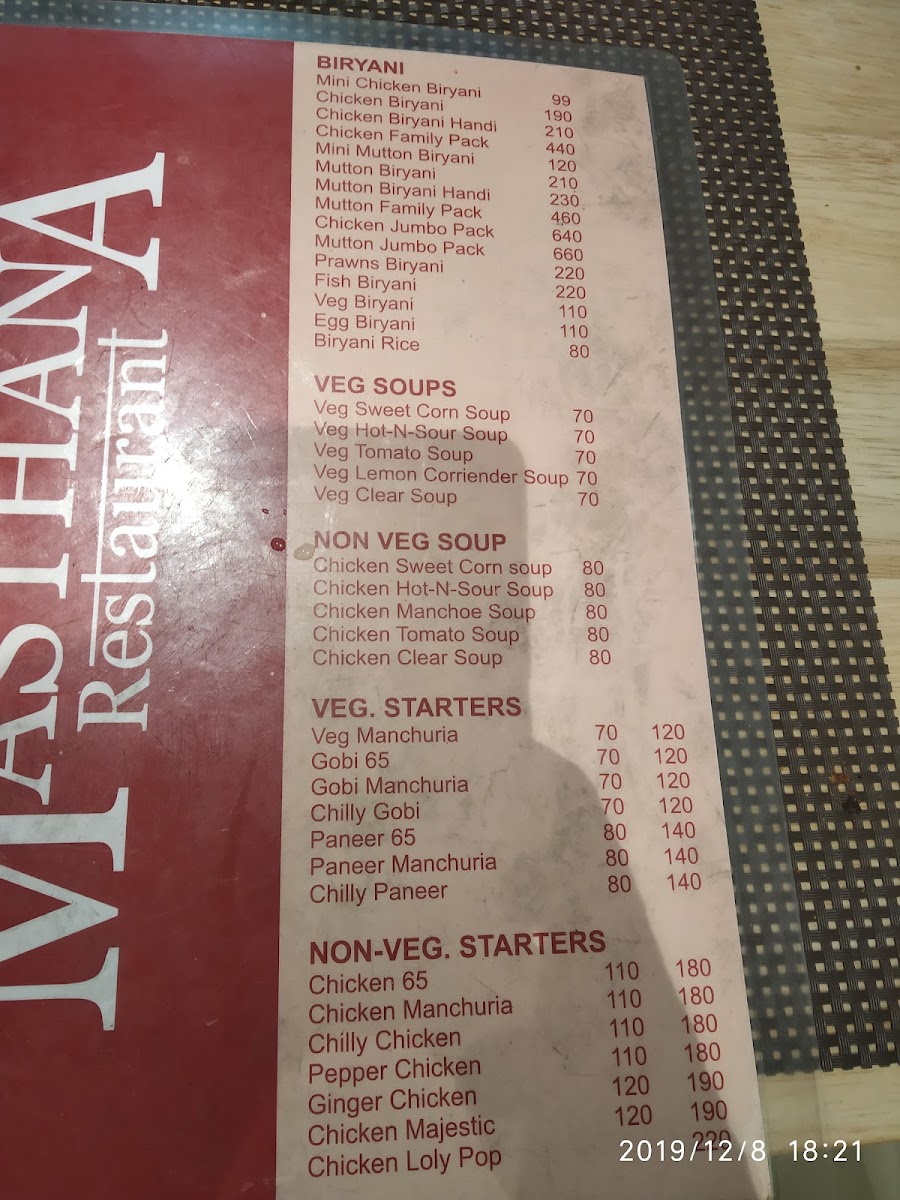 MASTHANA
Restaurant
BIRYANI
Mini Chicken Biryani 99
Chicken Biryani 190
Chicken Biryani Handi 210
Chicken Family Pack 440
Mini Mutton Biryani 120
Mutton Biryani 210
Mutton Biryani Handi 230
Mutton Family Pack 460
Chicken Jumbo Pack 640
Mutton Jumbo Pack 660
Prawns Biryani 220
Fish Biryani 220
Veg Biryani 110
Egg Biryani 110
Biryani Rice 80
VEG SOUPS
Veg Sweet Corn Soup 70
Veg Hot-N-Sour Soup 70
Veg Tomato Soup 70
Veg Lemon Corriender Soup 70
Veg Clear Soup 70
NON VEG SOUP
Chicken Sweet Corn soup 80
Chicken Hot-N-Sour Soup 80
Chicken Manchoe Soup 80
Chicken Tomato Soup 80
Chicken Clear Soup 80
VEG. STARTERS
Veg Manchuria 70 120
Gobi 65 70 120
Gobi Manchuria 70 120
Chilly Gobi 70 120
Paneer 65 80 140
Paneer Manchuria 80 140
Chilly Paneer 80 140
NON-VEG. STARTERS
Chicken 65 110 180
Chicken Manchuria 110 180
Chilly Chicken 110 180
Pepper Chicken 110 180
Ginger Chicken 120 190
Chicken Majestic 120 190
Chicken Loly Pop 220
2019/12/8 18:21